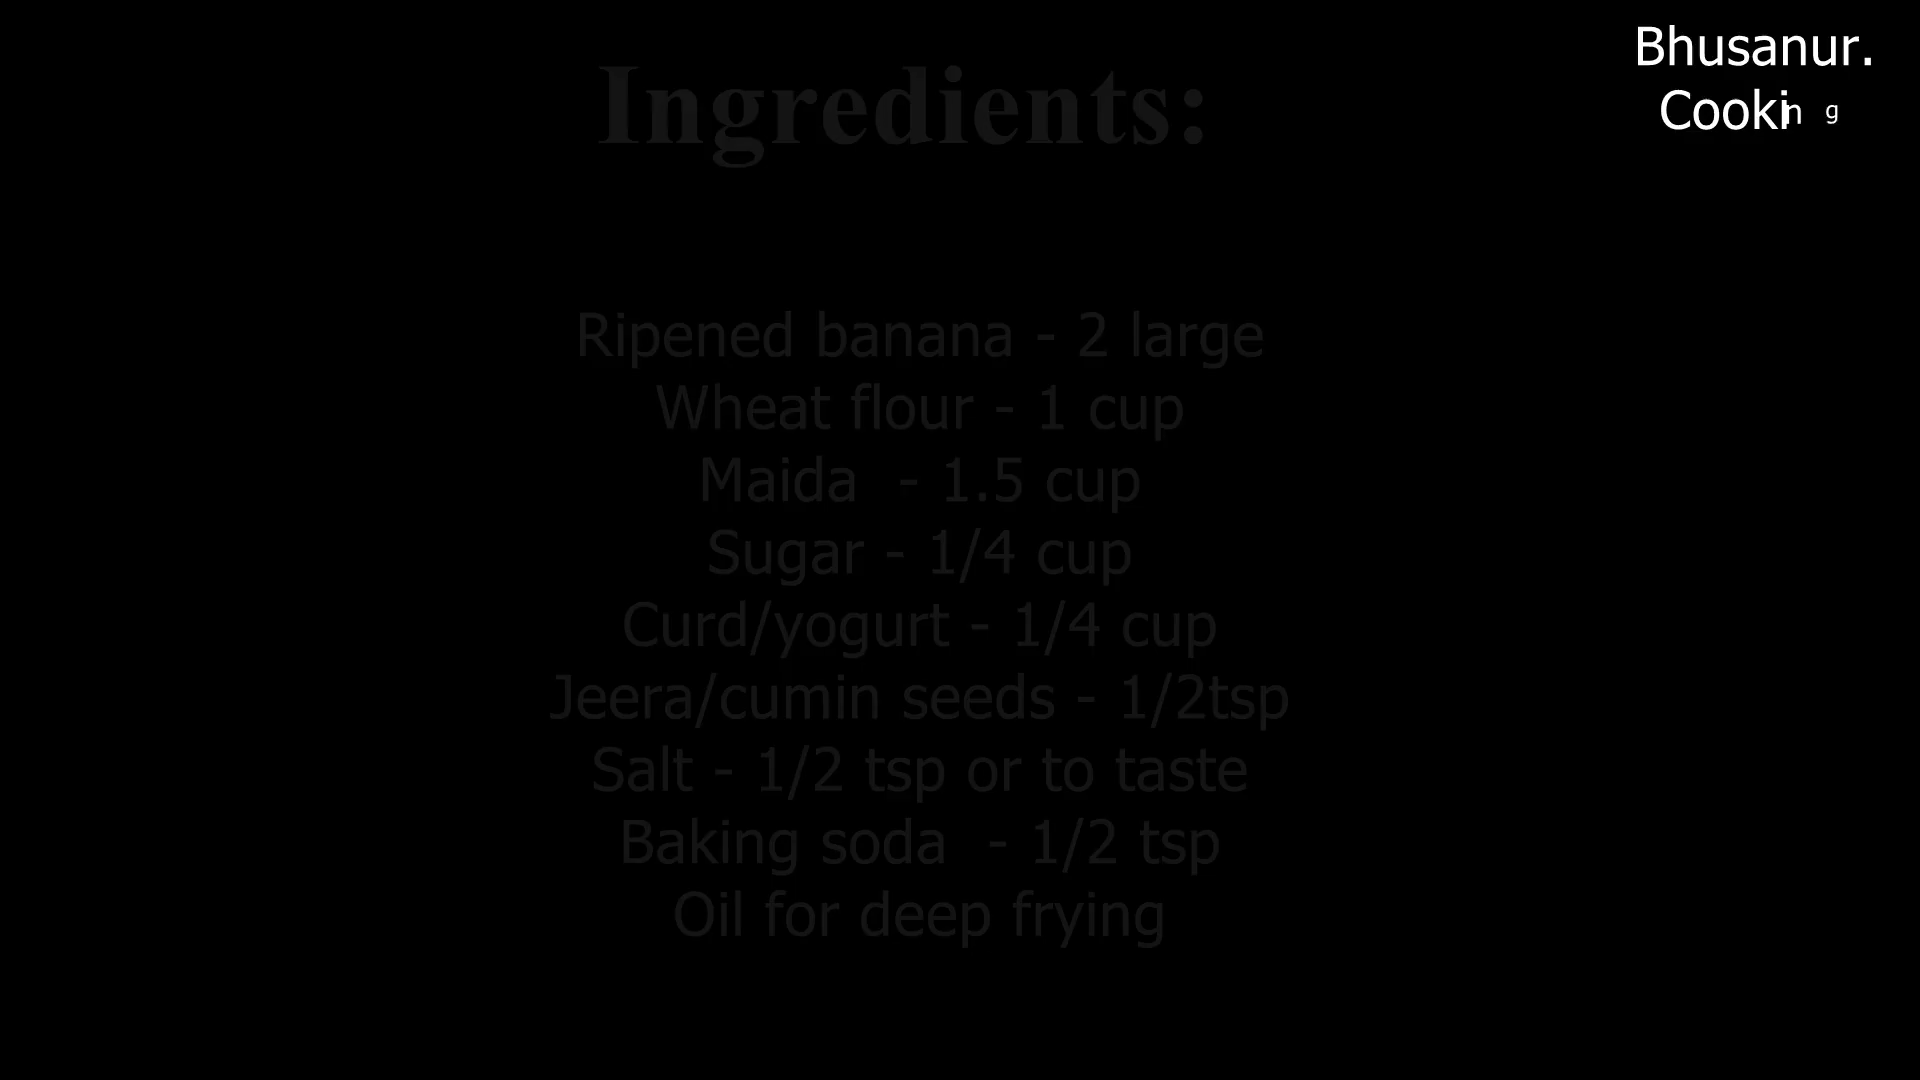 Bhusanur.
Cooking
Ingredients:
Ripened banana - 2 large
Wheat flour - 1 cup
Maida - 1.5 cup
Sugar - 1/4 cup
Curd/yogurt - 1/4 cup
Jeera/cumin seeds - 1/2tsp
Salt - 1/2 tsp or to taste
Baking soda - 1/2 tsp
Oil for deep frying